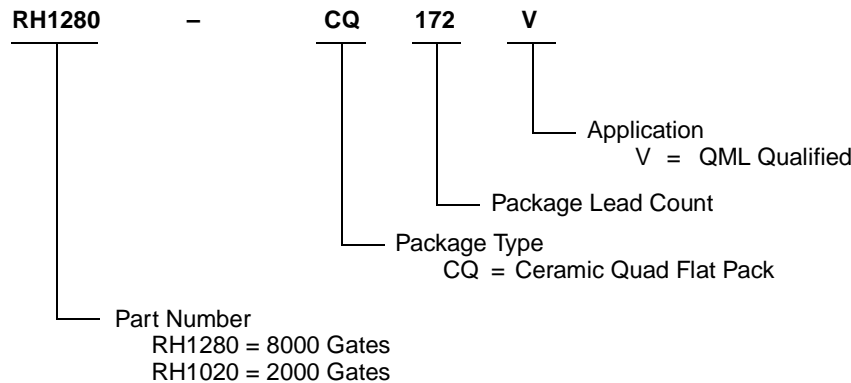 RH1280 – CQ 172 V
Application
V = QML Qualified
Package Lead Count
Package Type
CQ = Ceramic Quad Flat Pack
Part Number
RH1280 = 8000 Gates
RH1020 = 2000 Gates